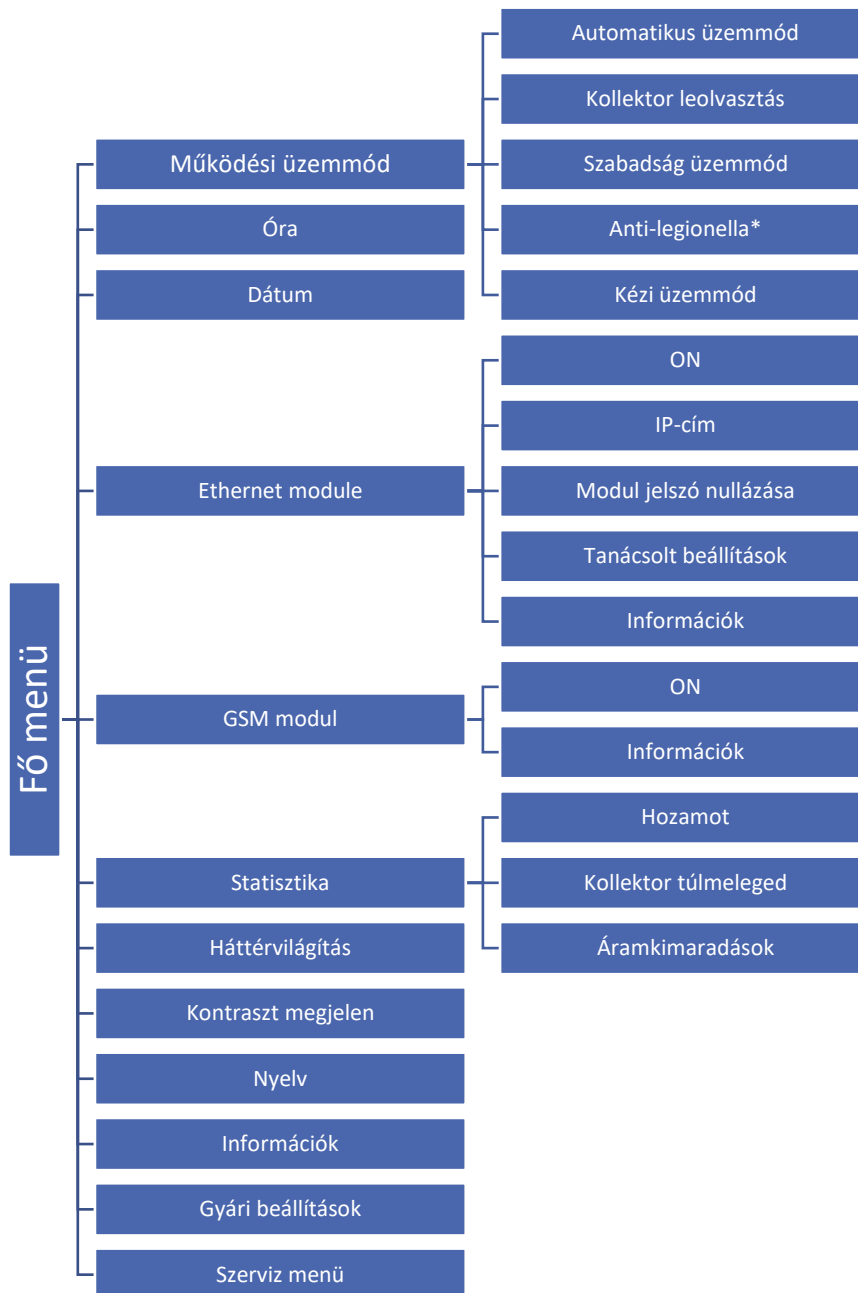 Fő menü
Működési üzemmód
Automatikus üzemmód
Kollektor leolvasztás
Szabadság üzemmód
Anti-legionella*
Kézi üzemmód
Óra
Dátum
Ethernet module
ON
IP-cím
Modul jelszó nullázása
Tanácsolt beállítások
Információk
GSM modul
ON
Információk
Statisztika
Hozamot
Kollektor túlmeleged
Áramkimaradások
Háttérvilágítás
Kontraszt megjelen
Nyelv
Információk
Gyári beállítások
Szerviz menü